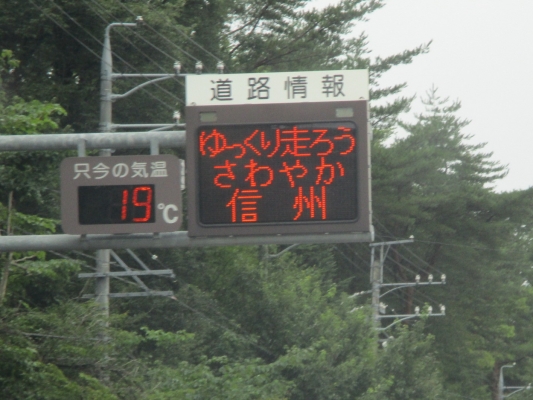 道路情報
ゆっくり走ろう
さわやか
信州
只今の気温
19℃